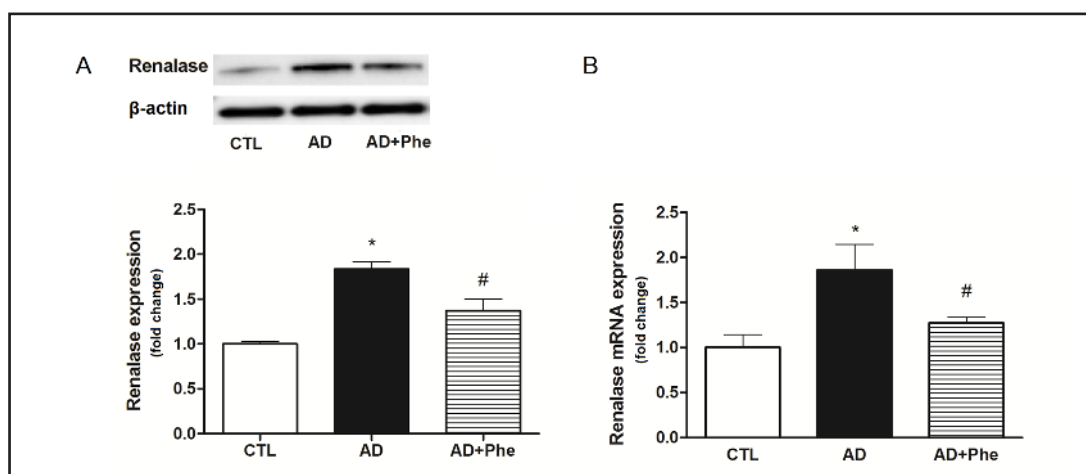 A
Renalase
β-actin
CTL AD AD+Phe
Renalase expression
(fold change)
2.5
2.0
1.5
1.0
0.5
0.0
*
#
CTL AD AD+Phe
B
Renalase mRNA expression
(fold change)
2.5
2.0
1.5
1.0
0.5
0.0
*
#
CTL AD AD+Phe